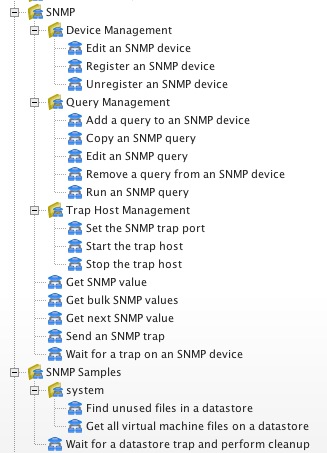 SNMP
Device Management
Edit an SNMP device
Register an SNMP device
Unregister an SNMP device
Query Management
Add a query to an SNMP device
Copy an SNMP query
Edit an SNMP query
Remove a query from an SNMP device
Run an SNMP query
Trap Host Management
Set the SNMP trap port
Start the trap host
Stop the trap host
Get SNMP value
Get bulk SNMP values
Get next SNMP value
Send an SNMP trap
Wait for a trap on an SNMP device
SNMP Samples
system
Find unused files in a datastore
Get all virtual machine files on a datastore
Wait for a datastore trap and perform cleanup